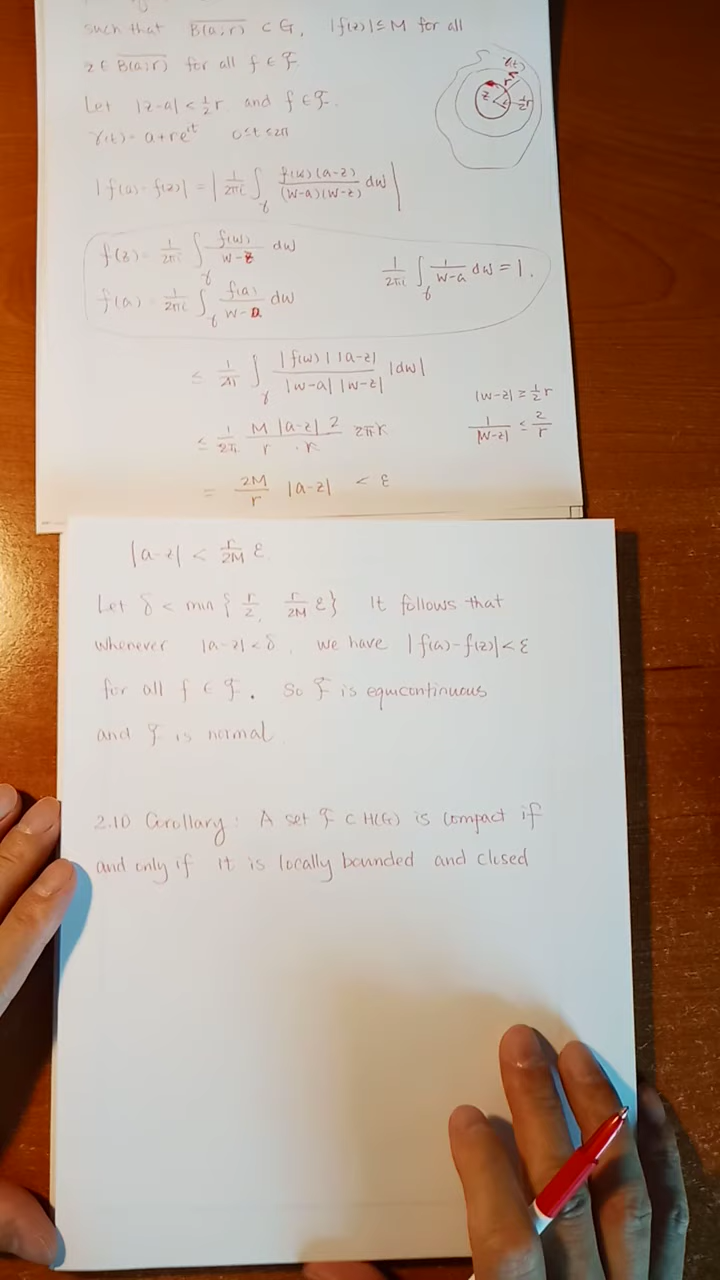 such that B(a;r) ⊂ G, |f(z)| ≤ M for all
z ∈ B(a;r) for all f ∈ ℱ.
Let |z-a| < ½r and f ∈ ℱ.
γ(t) = a+re^{it} 0≤t≤2π
γ(t)
r
z
½r
|f(a) - f(z)| = | 1/2πi ∫_γ f(w)(a-z)/(w-a)(w-z) dw |
f(z) = 1/2πi ∫_γ f(w)/w-z dw
f(a) = 1/2πi ∫_γ f(a)/w-a dw
1/2πi ∫_γ 1/w-a dw = 1.
≤ 1/2π ∫_γ |f(w)| |a-z|/|w-a| |w-z| |dw|
|w-z| ≥ ½r
≤ 1/2π M |a-z| 2/r · r 2πr
1/|w-z| ≤ 2/r
= 2M/r |a-z| < ε
|a-z| < r/2M ε.
Let δ < min { r/2, r/2M ε} It follows that
whenever |a-z| < δ, we have |f(a)-f(z)| < ε
for all f ∈ ℱ. So ℱ is equicontinuous
and ℱ is normal.
2.10 Corollary: A set ℱ ⊂ H(G) is compact if
and only if it is locally bounded and closed